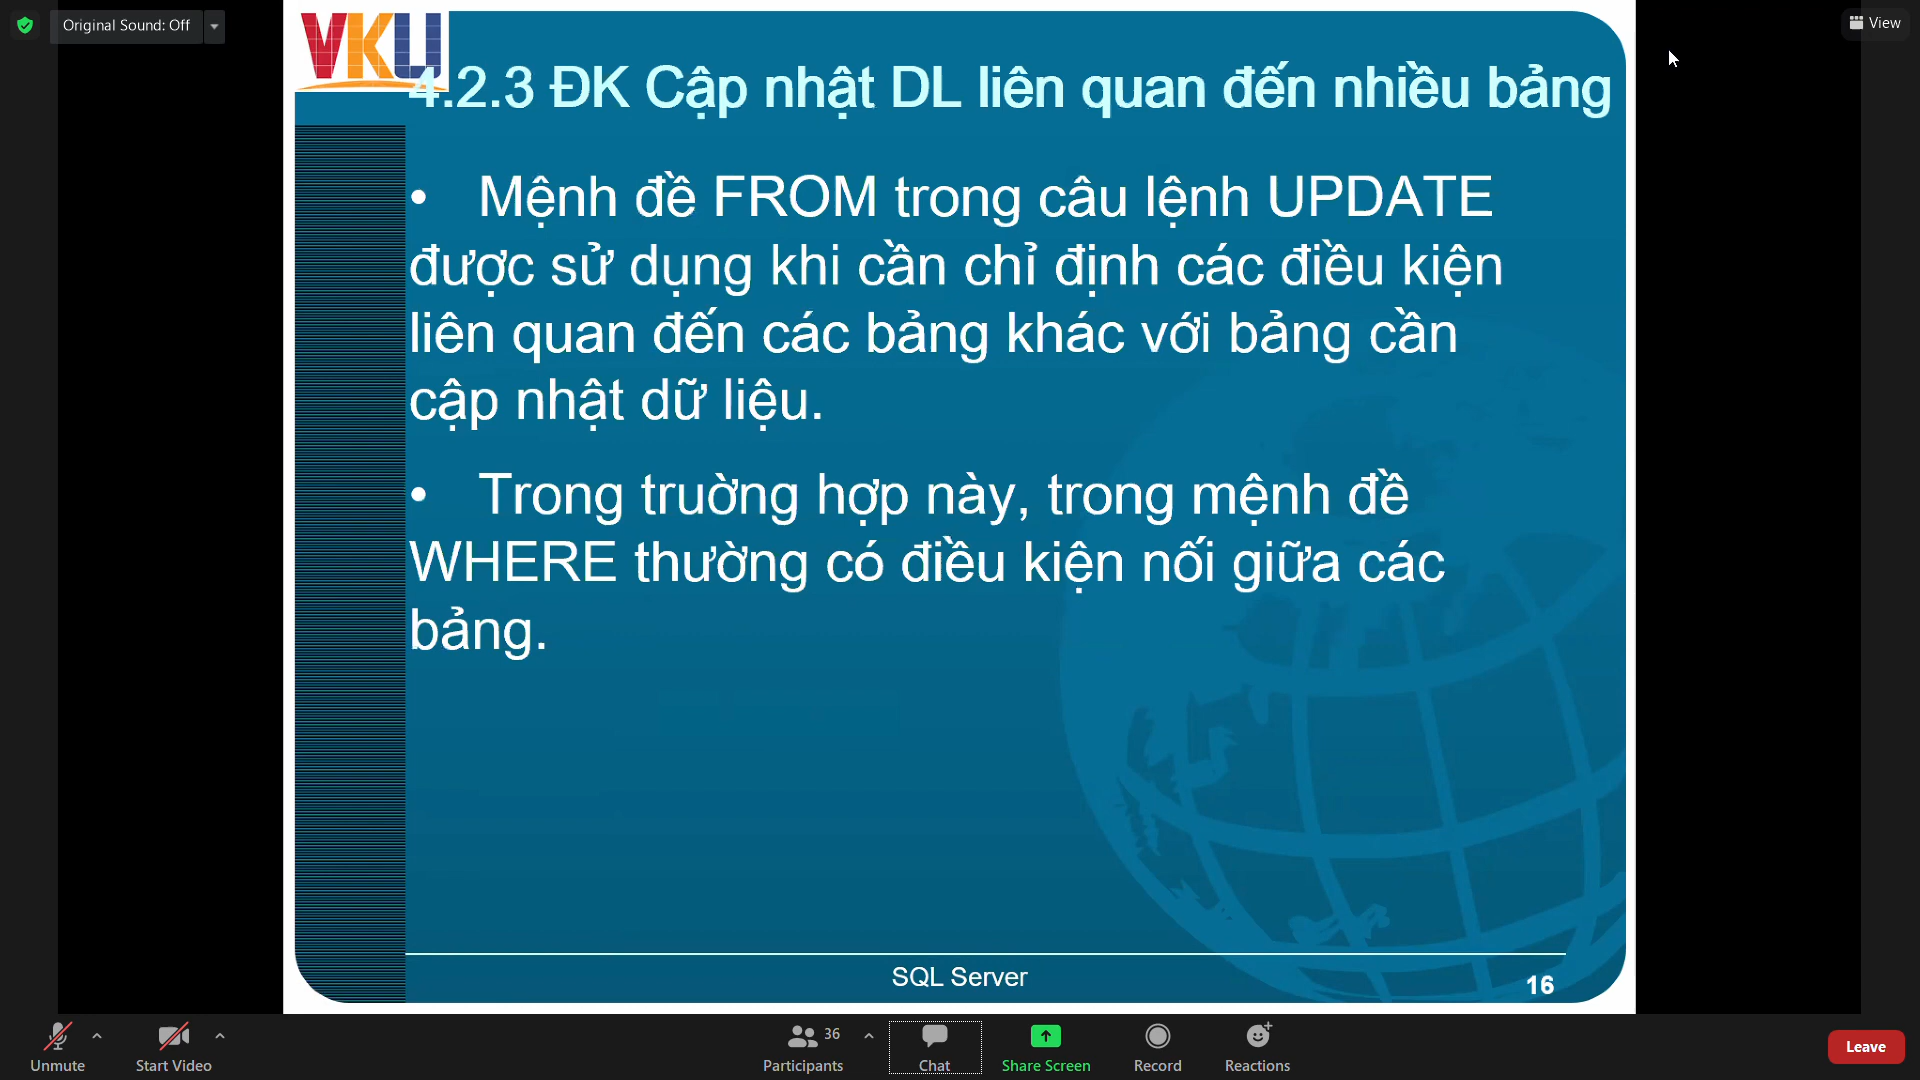 Original Sound: Off
View
VKU
4.2.3 ĐK Cập nhật DL liên quan đến nhiều bảng
• Mệnh đề FROM trong câu lệnh UPDATE
được sử dụng khi cần chỉ định các điều kiện
liên quan đến các bảng khác với bảng cần
cập nhật dữ liệu.
• Trong truờng hợp này, trong mệnh đề
WHERE thường có điều kiện nối giữa các
bảng.
SQL Server
16
Unmute
Start Video
36
Participants
Chat
Share Screen
Record
Reactions
Leave